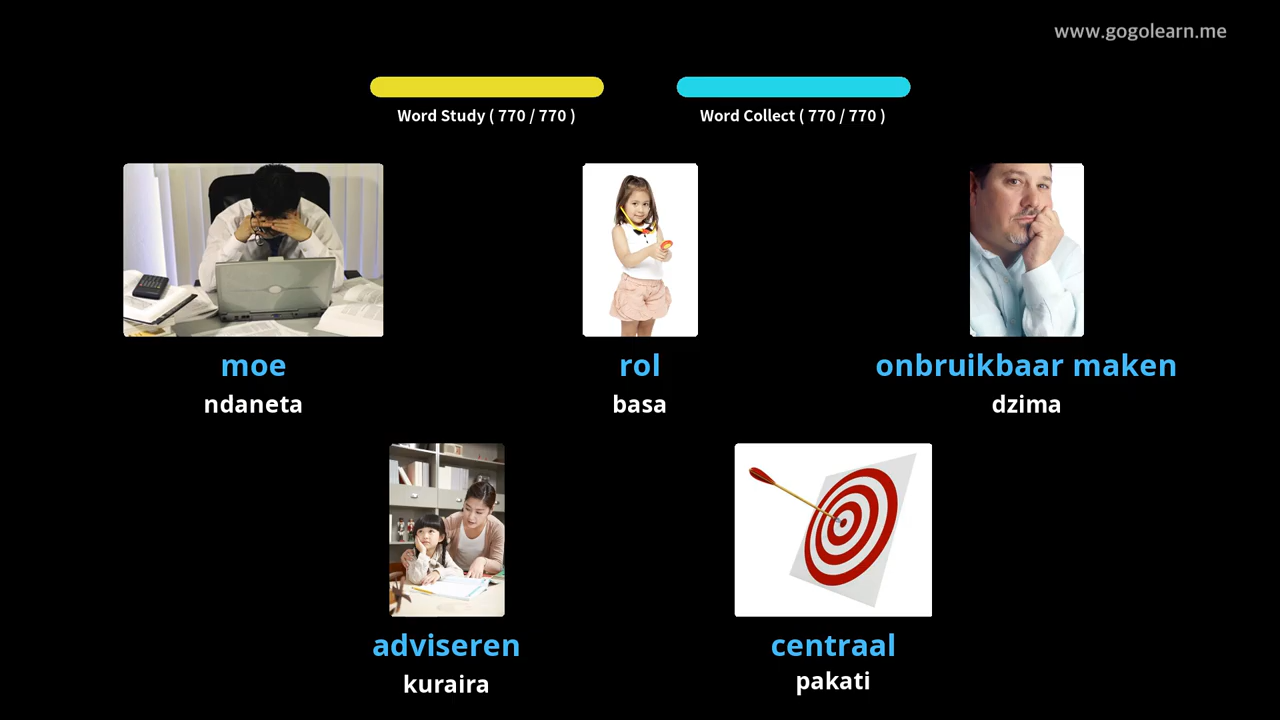 www.gogolearn.me
Word Study ( 770 / 770 )
Word Collect ( 770 / 770 )
moe
ndaneta
rol
basa
onbruikbaar maken
dzima
adviseren
kuraira
centraal
pakati